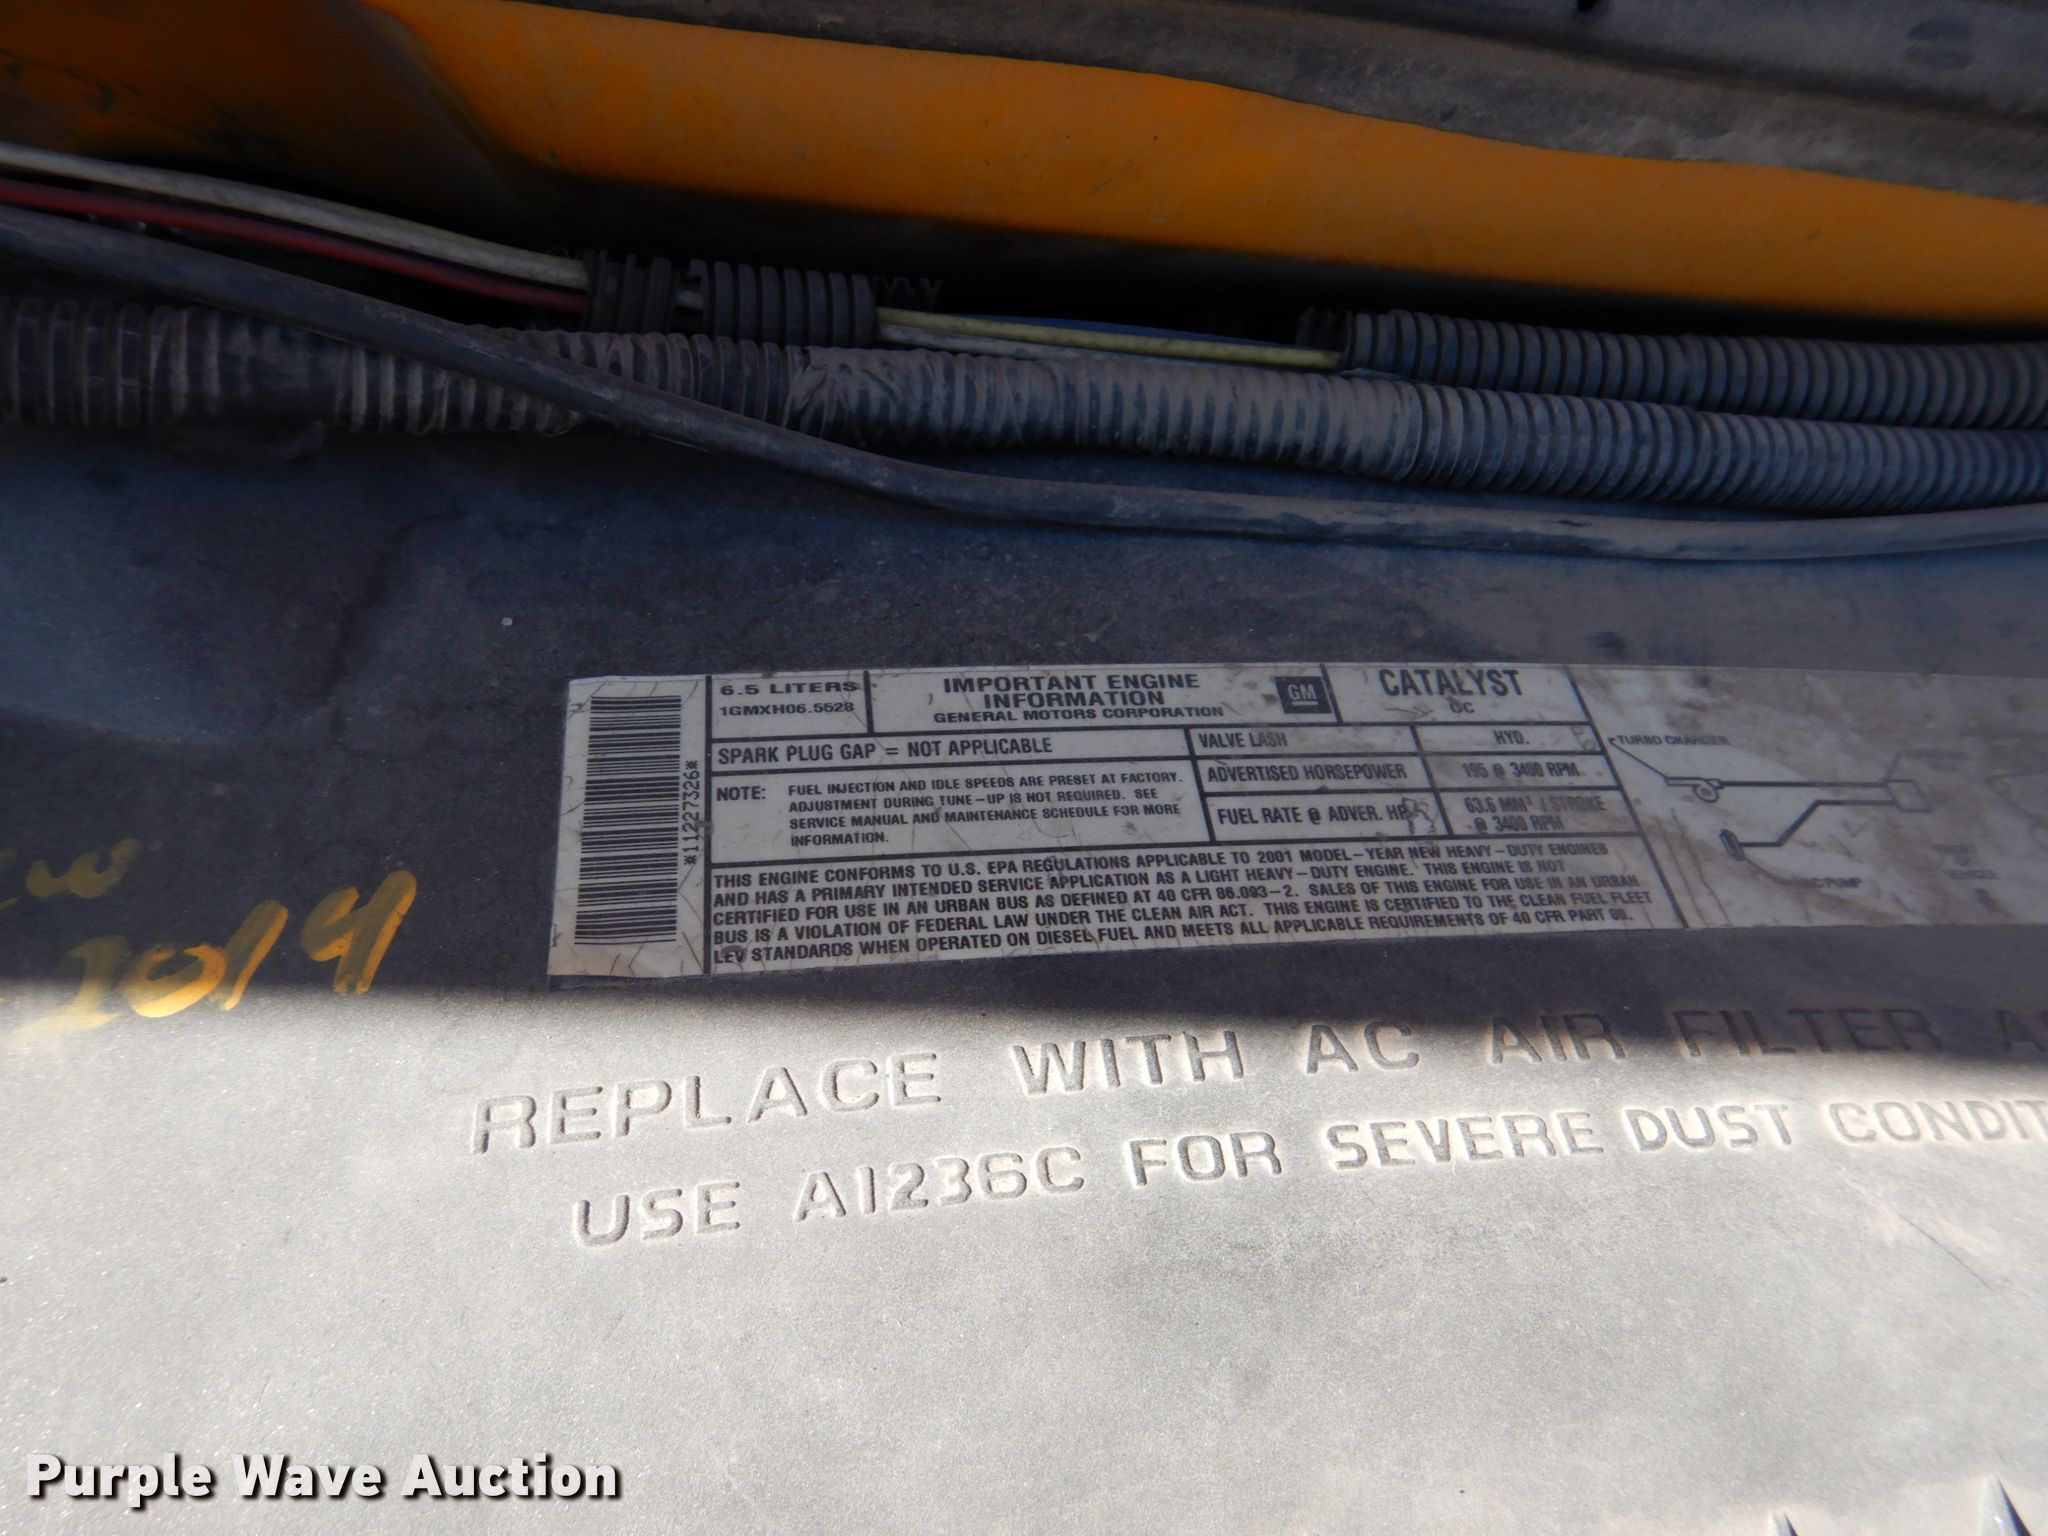 6.5 LITERS
1GMXH06.5528
IMPORTANT ENGINE
INFORMATION
GENERAL MOTORS CORPORATION
GM
CATALYST
OC
SPARK PLUG GAP = NOT APPLICABLE
VALVE LASH
HYD.
NOTE: FUEL INJECTION AND IDLE SPEEDS ARE PRESET AT FACTORY.
ADJUSTMENT DURING TUNE-UP IS NOT REQUIRED. SEE
SERVICE MANUAL AND MAINTENANCE SCHEDULE FOR MORE
INFORMATION.
ADVERTISED HORSEPOWER
195 @ 3400 RPM
FUEL RATE @ ADVER. HP
63.6 MM³ / STROKE
@ 3400 RPM
THIS ENGINE CONFORMS TO U.S. EPA REGULATIONS APPLICABLE TO 2001 MODEL-YEAR NEW HEAVY-DUTY ENGINES
AND HAS A PRIMARY INTENDED SERVICE APPLICATION AS A LIGHT HEAVY-DUTY ENGINE. THIS ENGINE IS NOT
CERTIFIED FOR USE IN AN URBAN BUS AS DEFINED AT 40 CFR 86.093-2. SALES OF THIS ENGINE FOR USE IN AN URBAN
BUS IS A VIOLATION OF FEDERAL LAW UNDER THE CLEAN AIR ACT. THIS ENGINE IS CERTIFIED TO THE CLEAN FUEL FLEET
LEV STANDARDS WHEN OPERATED ON DIESEL FUEL AND MEETS ALL APPLICABLE REQUIREMENTS OF 40 CFR PART 88.
*11227326*
TURBO CHARGER
PUMP
2019
REPLACE WITH AC AIR FILTER
USE A1236C FOR SEVERE DUST CONDIT
Purple Wave Auction